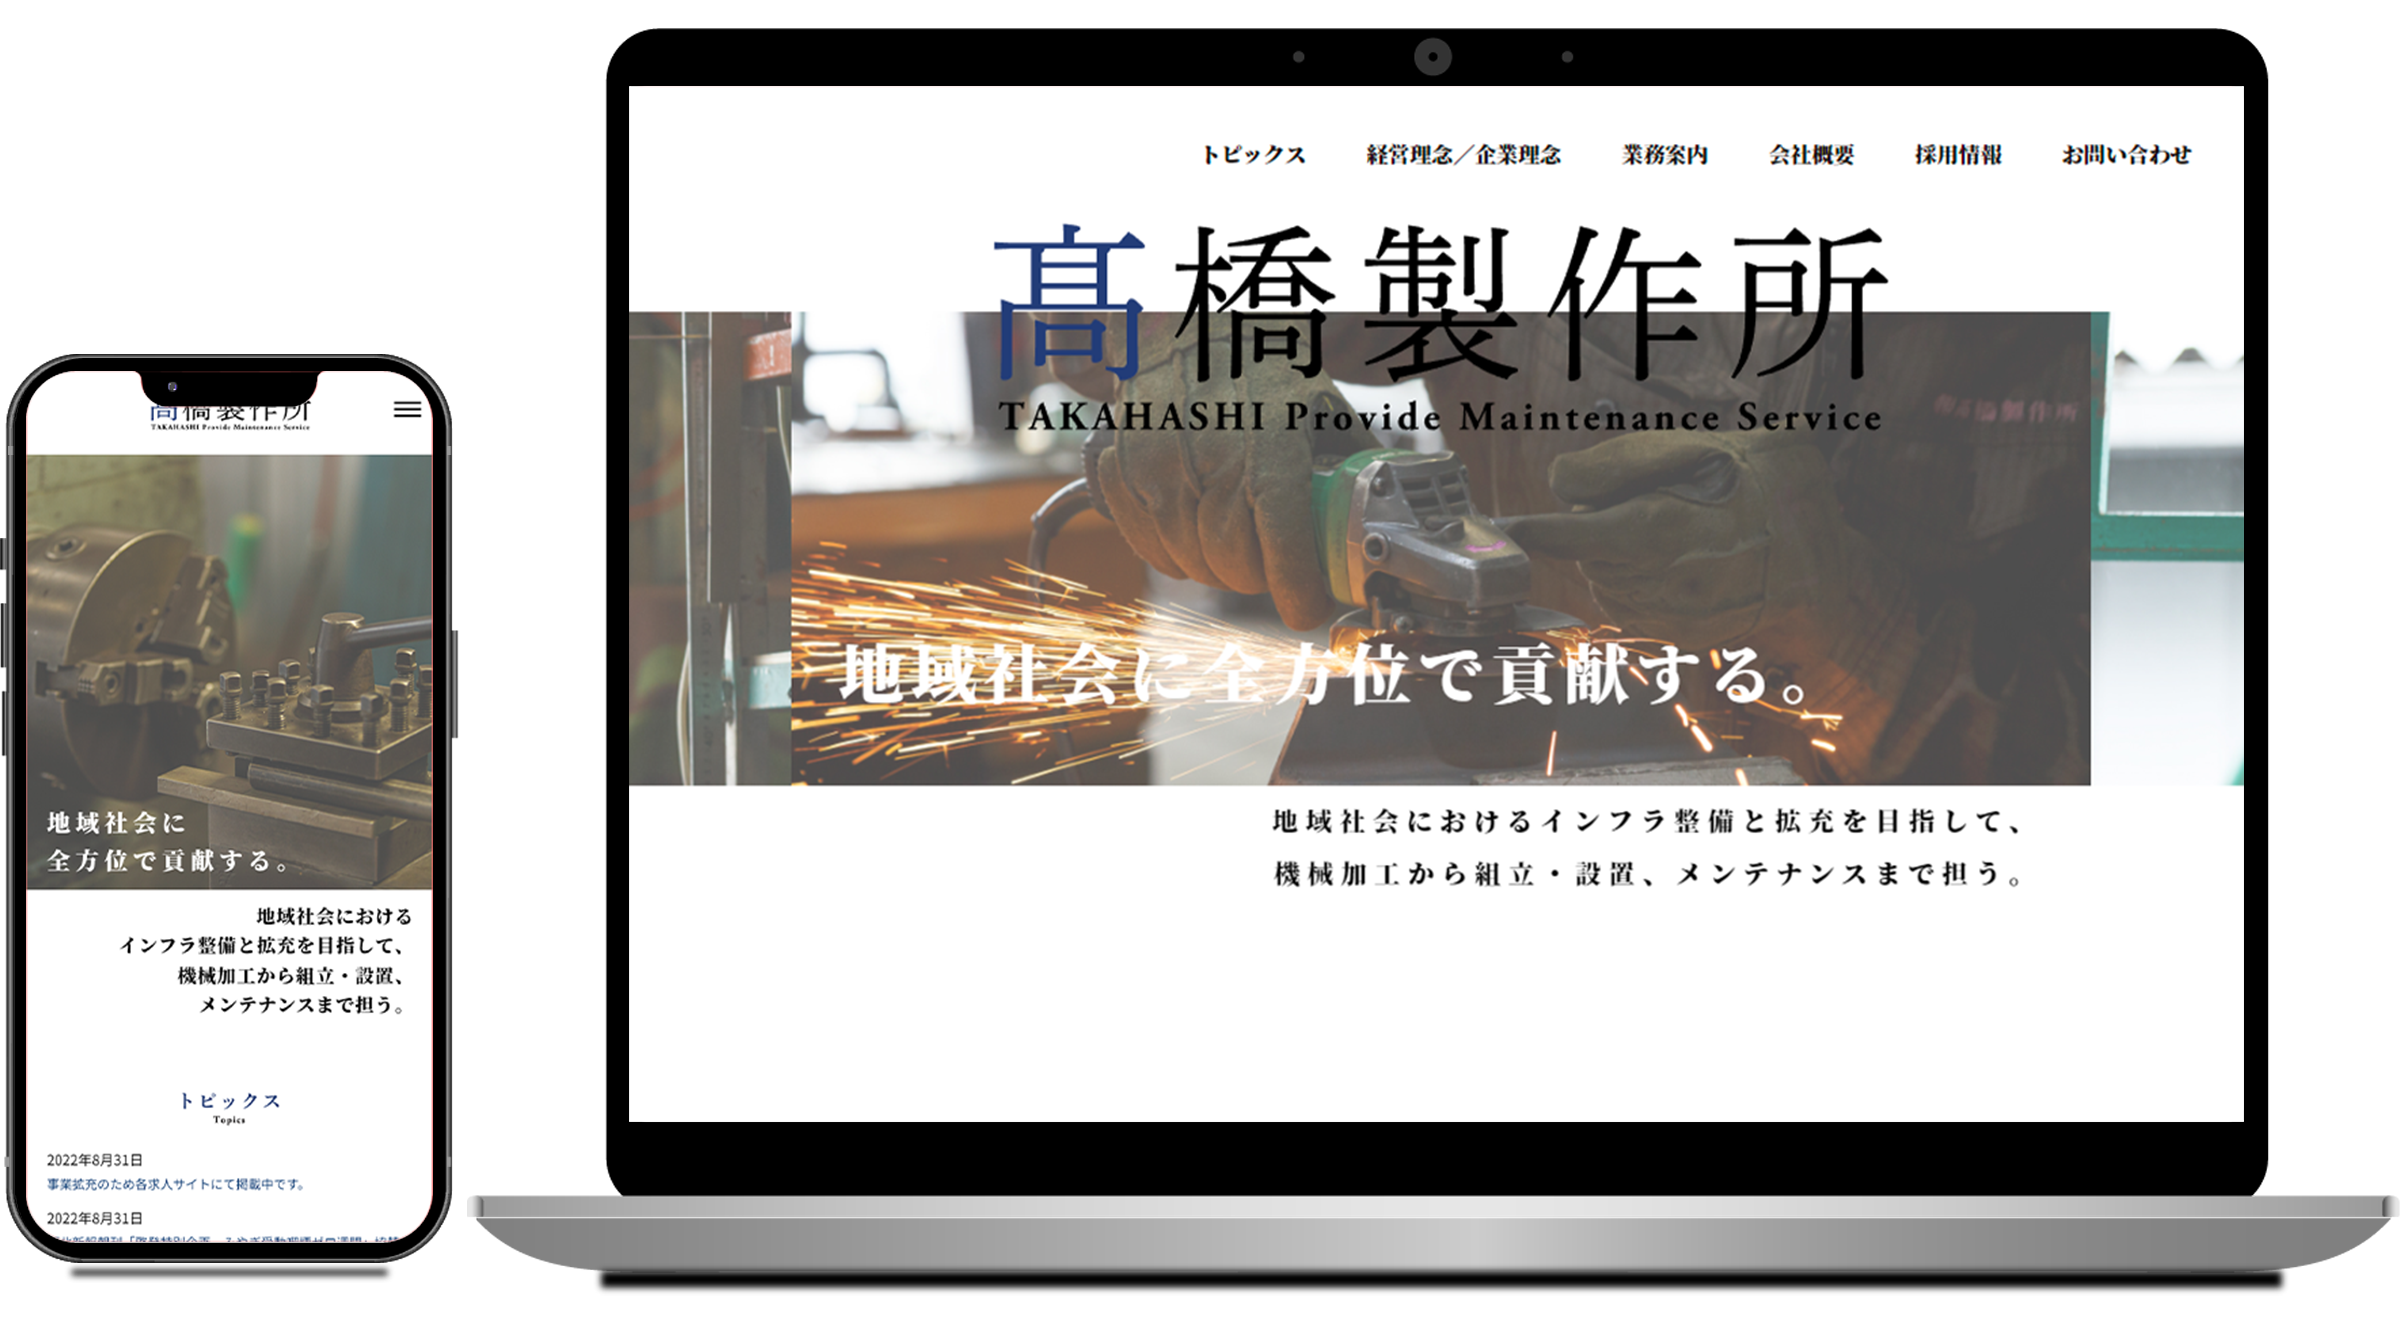 髙橋製作所
TAKAHASHI Provide Maintenance Service
地域社会に
全方位で貢献する。
地域社会における
インフラ整備と拡充を目指して、
機械加工から組立・設置、
メンテナンスまで担う。
トピックス
Topics
2022年8月31日
事業拡充のため各求人サイトにて掲載中です。
2022年8月31日
トピックス 経営理念／企業理念 業務案内 会社概要 採用情報 お問い合わせ
髙橋製作所
TAKAHASHI Provide Maintenance Service
地域社会に全方位で貢献する。
地域社会におけるインフラ整備と拡充を目指して、
機械加工から組立・設置、メンテナンスまで担う。